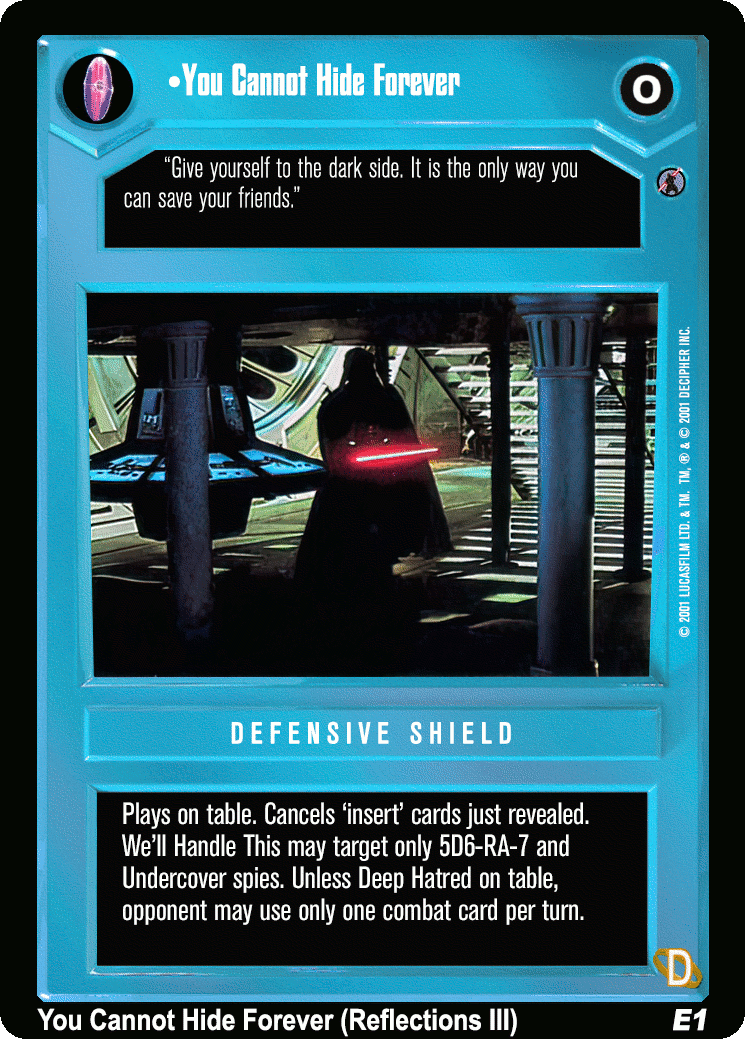 •You Cannot Hide Forever
O
“Give yourself to the dark side. It is the only way you
can save your friends.”
© 2001 LUCASFILM LTD. & TM. TM, ® & © 2001 DECIPHER INC.
DEFENSIVE SHIELD
Plays on table. Cancels ‘insert’ cards just revealed.
We’ll Handle This may target only 5D6-RA-7 and
Undercover spies. Unless Deep Hatred on table,
opponent may use only one combat card per turn.
D
You Cannot Hide Forever (Reflections III)
E1